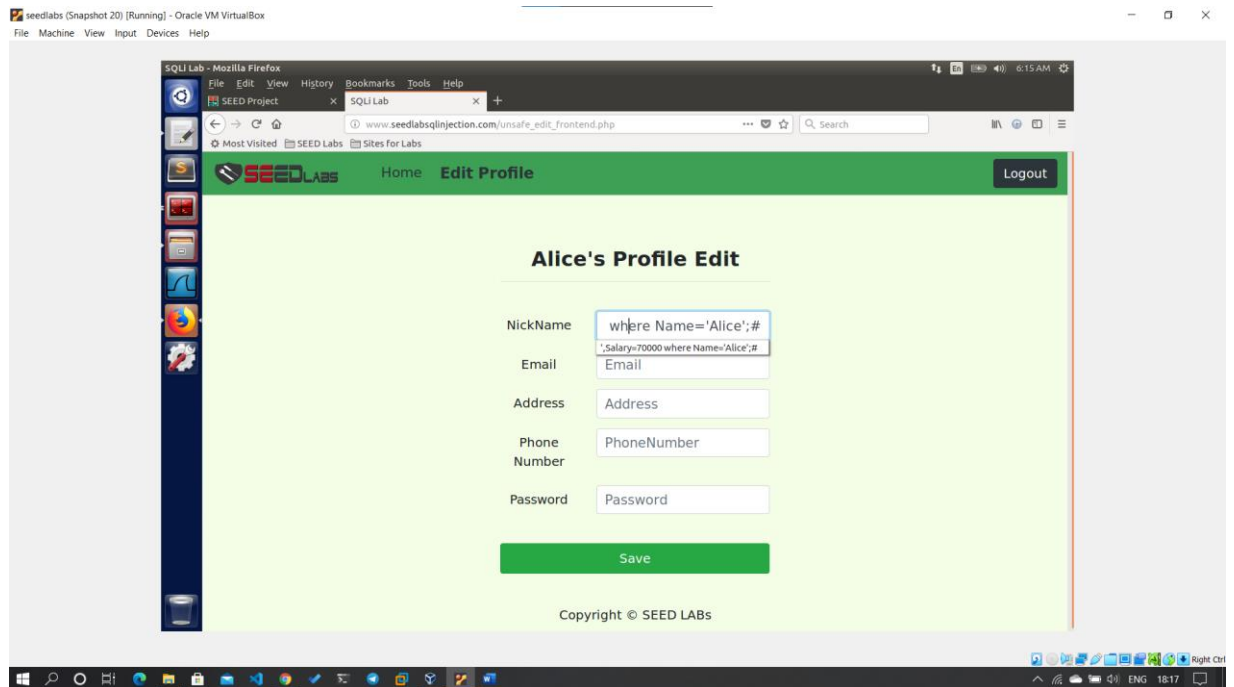 seedlabs (Snapshot 20) [Running] - Oracle VM VirtualBox
File Machine View Input Devices Help
SQLi Lab - Mozilla Firefox
En 6:15 AM
File Edit View History Bookmarks Tools Help
SEED Project × SQLi Lab × +
www.seedlabsqlinjection.com/unsafe_edit_frontend.php ••• Search
Most Visited SEED Labs Sites for Labs
SEEDLABS Home Edit Profile Logout
Alice's Profile Edit
NickName where Name='Alice';#
',Salary=70000 where Name='Alice';#
Email Email
Address Address
Phone Number PhoneNumber
Password Password
Save
Copyright © SEED LABs
Right Ctrl
ENG 18:17